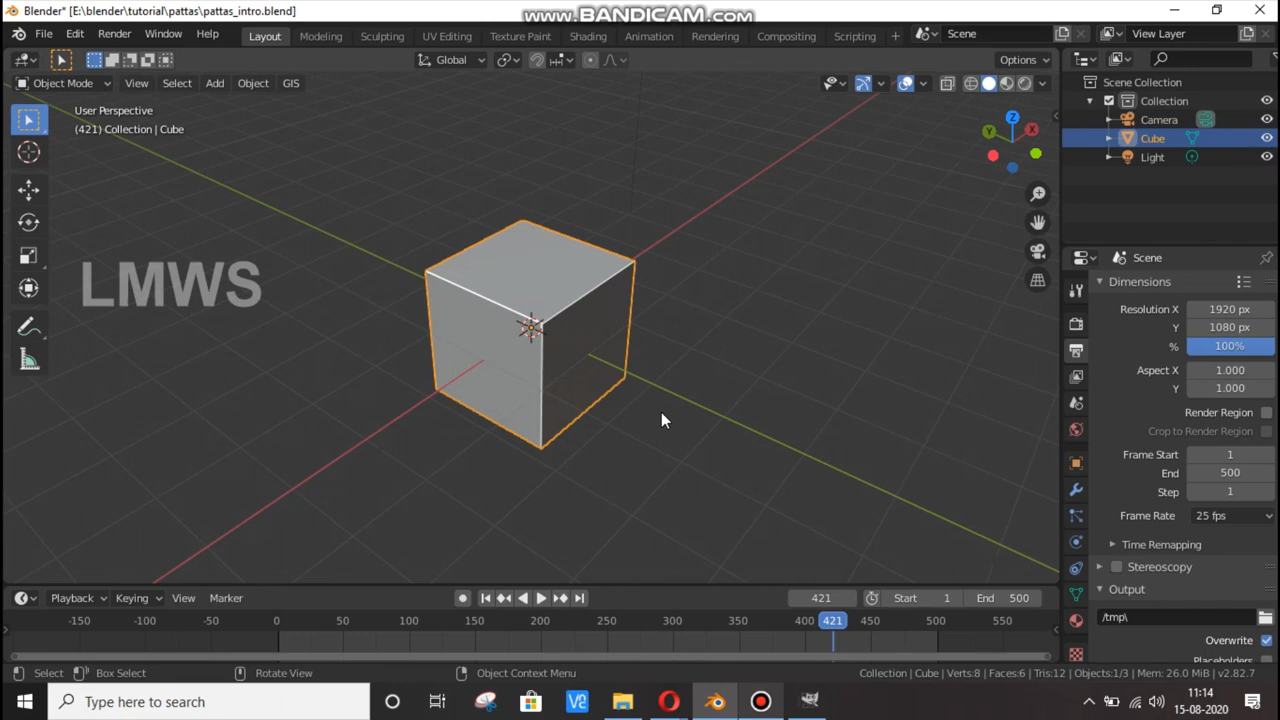 Blender* [E:\blender\tutorial\pattas\pattas_intro.blend]
www.BANDICAM.com
File Edit Render Window Help
Layout Modeling Sculpting UV Editing Texture Paint Shading Animation Rendering Compositing Scripting +
Scene
View Layer
Global
Options
Object Mode View Select Add Object GIS
User Perspective
(421) Collection | Cube
Z
Y
X
LMWS
Scene Collection
Collection
Camera
Cube
Light
Scene
Dimensions
Resolution X 1920 px
Y 1080 px
% 100%
Aspect X 1.000
Y 1.000
Render Region
Crop to Render Region
Frame Start 1
End 500
Step 1
Frame Rate 25 fps
Time Remapping
Stereoscopy
Output
/tmp\
Overwrite
Placeholders
Playback Keying View Marker
421
Start 1
End 500
-150 -100 -50 0 50 100 150 200 250 300 350 400 421 450 500 550
Select Box Select Rotate View Object Context Menu
Collection | Cube | Verts:8 | Faces:6 | Tris:12 | Objects:1/3 | Mem: 26.0 MiB | v2.82.7
Type here to search
11:14
15-08-2020